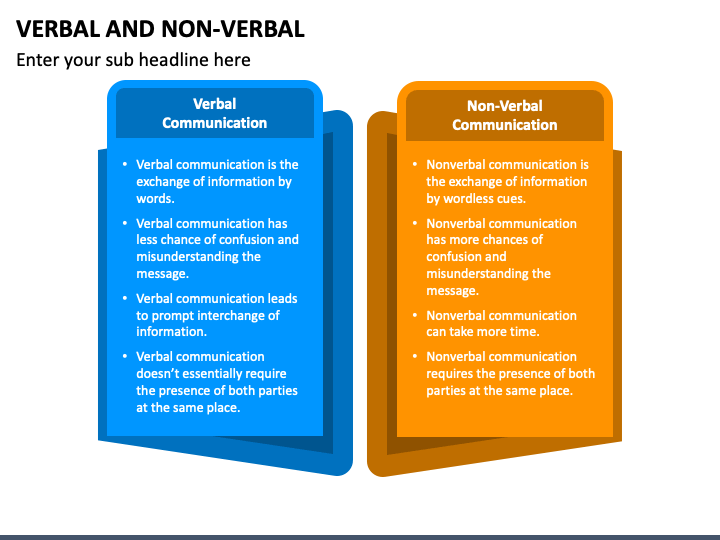 VERBAL AND NON-VERBAL
Enter your sub headline here
Verbal
Communication
• Verbal communication is the
exchange of information by
words.
• Verbal communication has
less chance of confusion and
misunderstanding the
message.
• Verbal communication leads
to prompt interchange of
information.
• Verbal communication
doesn't essentially require
the presence of both parties
at the same place.
Non-Verbal
Communication
• Nonverbal communication is
the exchange of information
by wordless cues.
• Nonverbal communication
has more chances of
confusion and
misunderstanding the
message.
• Nonverbal communication
can take more time.
• Nonverbal communication
requires the presence of both
parties at the same place.